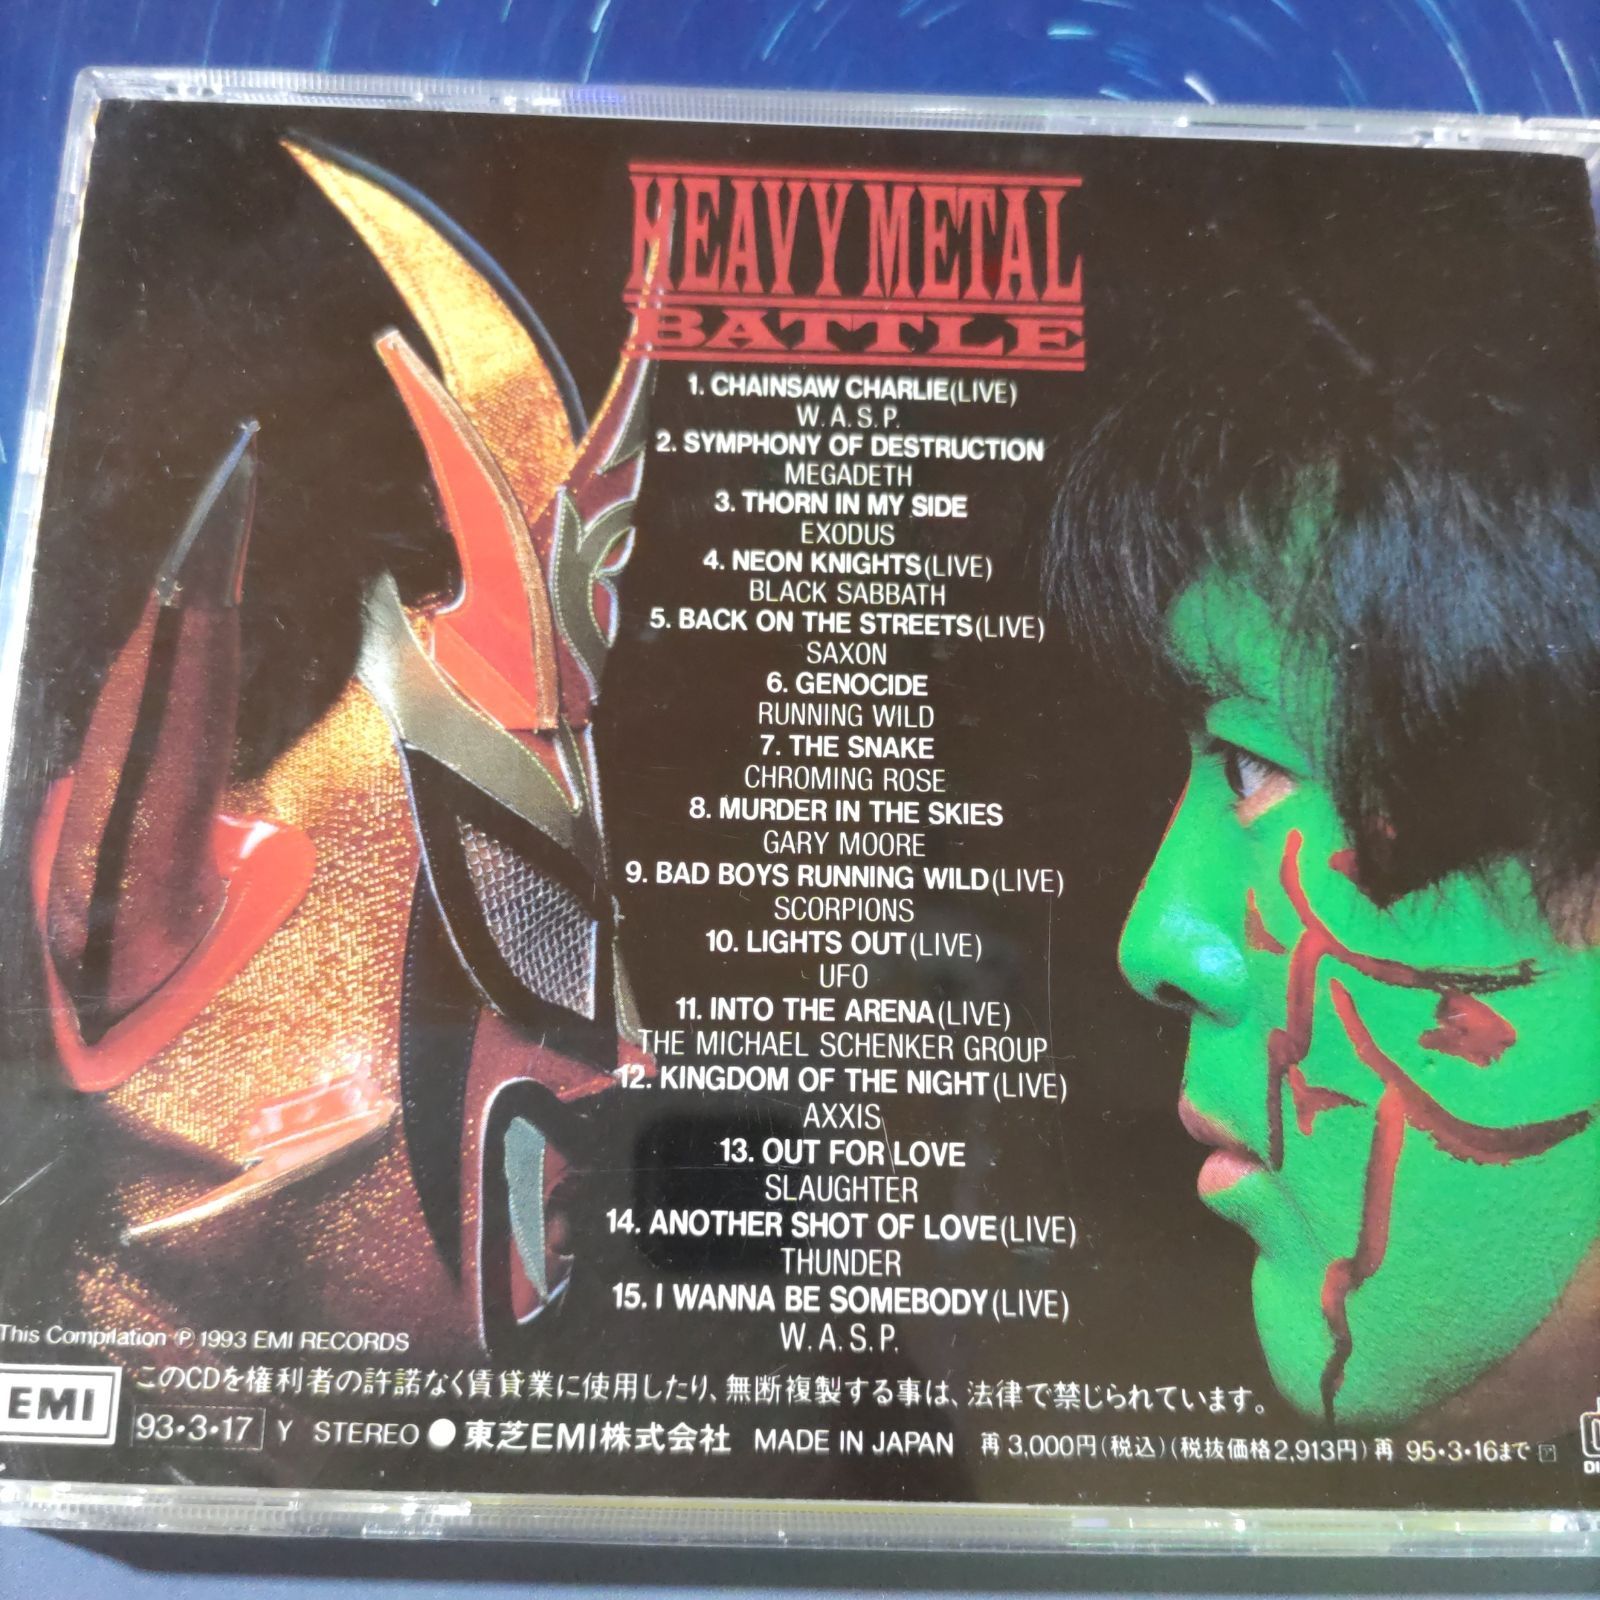 HEAVY METAL
BATTLE
1. CHAINSAW CHARLIE(LIVE)
W.A.S.P.
2. SYMPHONY OF DESTRUCTION
MEGADETH
3. THORN IN MY SIDE
EXODUS
4. NEON KNIGHTS(LIVE)
BLACK SABBATH
5. BACK ON THE STREETS(LIVE)
SAXON
6. GENOCIDE
RUNNING WILD
7. THE SNAKE
CHROMING ROSE
8. MURDER IN THE SKIES
GARY MOORE
9. BAD BOYS RUNNING WILD(LIVE)
SCORPIONS
10. LIGHTS OUT(LIVE)
UFO
11. INTO THE ARENA(LIVE)
THE MICHAEL SCHENKER GROUP
12. KINGDOM OF THE NIGHT(LIVE)
AXXIS
13. OUT FOR LOVE
SLAUGHTER
14. ANOTHER SHOT OF LOVE(LIVE)
THUNDER
15. I WANNA BE SOMEBODY(LIVE)
W.A.S.P.
This Compilation Ⓟ 1993 EMI RECORDS
このCDを権利者の許諾なく賃貸業に使用したり、無断複製する事は、法律で禁じられています。
EMI
93・3・17 Y STEREO ●東芝EMI株式会社 MADE IN JAPAN 再3,000円(税込)(税抜価格2,913円)再 95・3・16まで